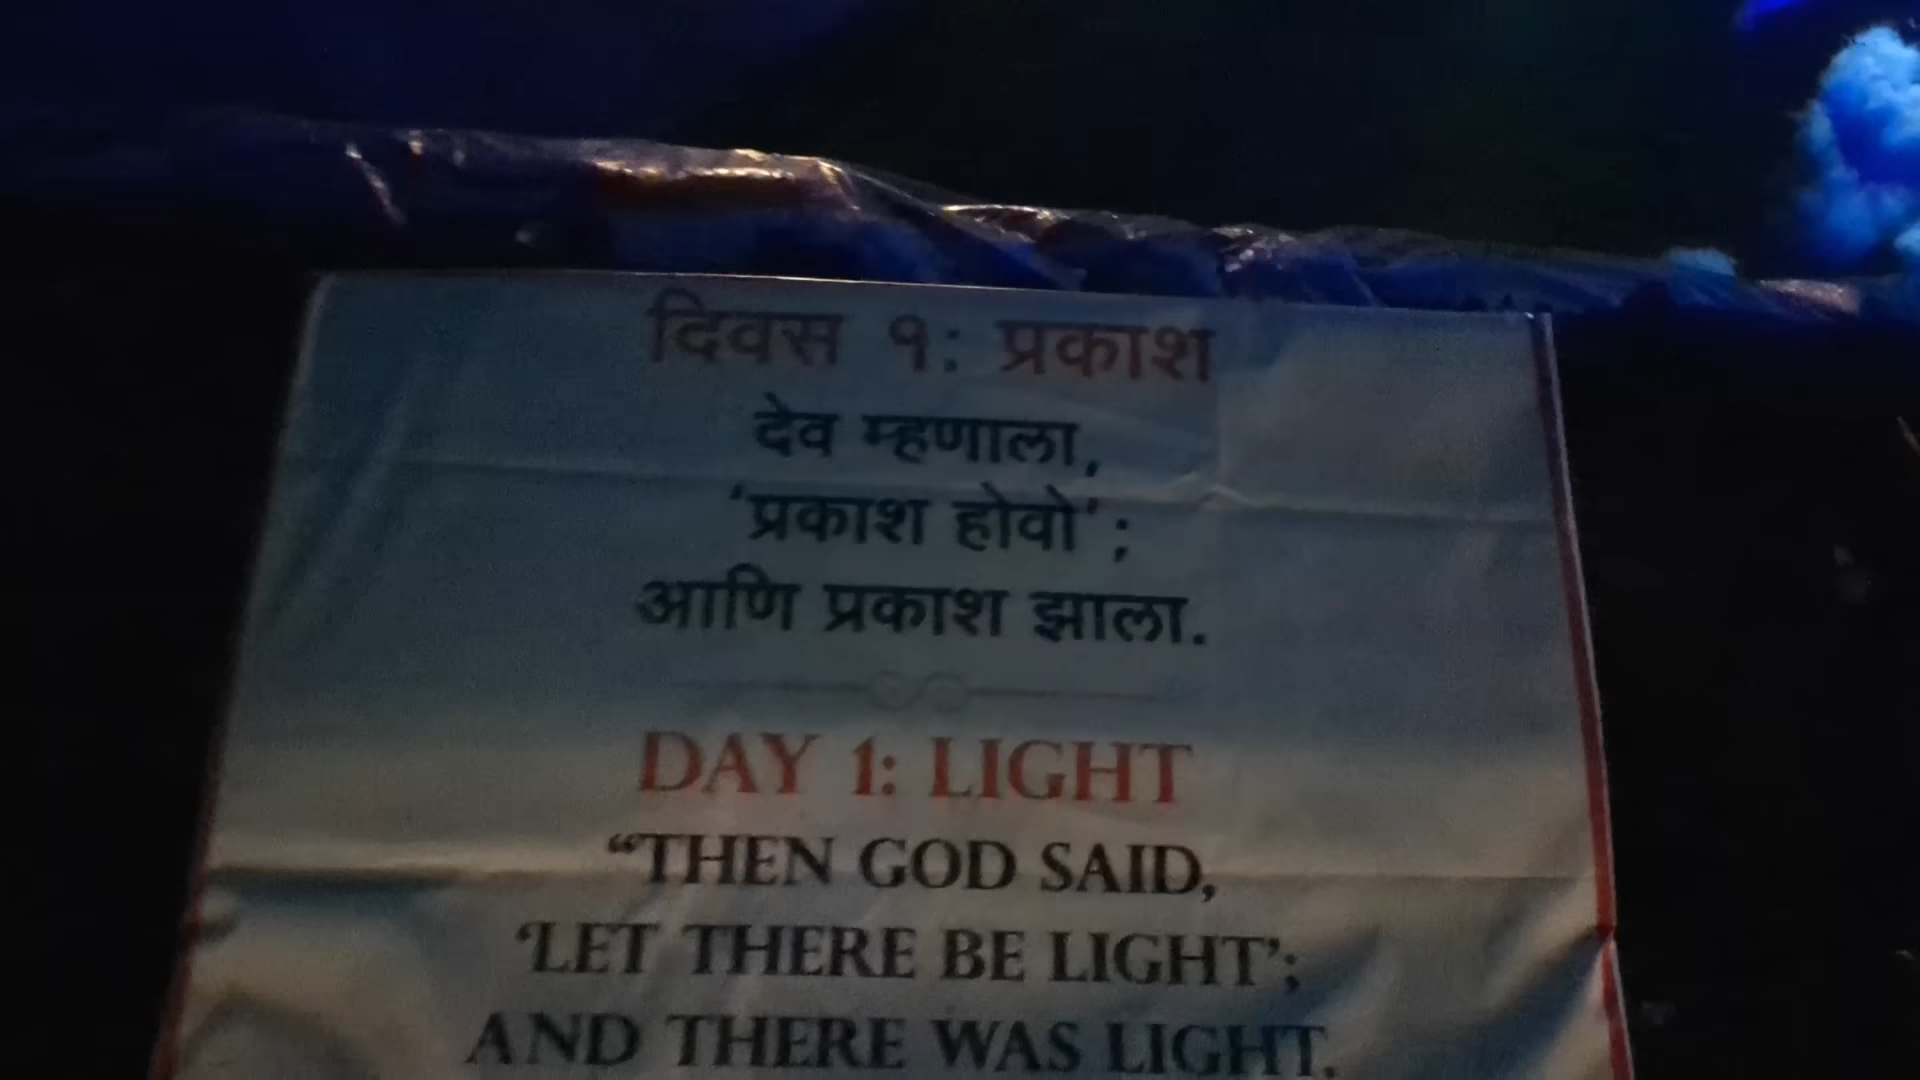 दिवस १: प्रकाश
देव म्हणाला,
‘प्रकाश होवो’ ;
आणि प्रकाश झाला.
DAY 1: LIGHT
“THEN GOD SAID,
‘LET THERE BE LIGHT’;
AND THERE WAS LIGHT.